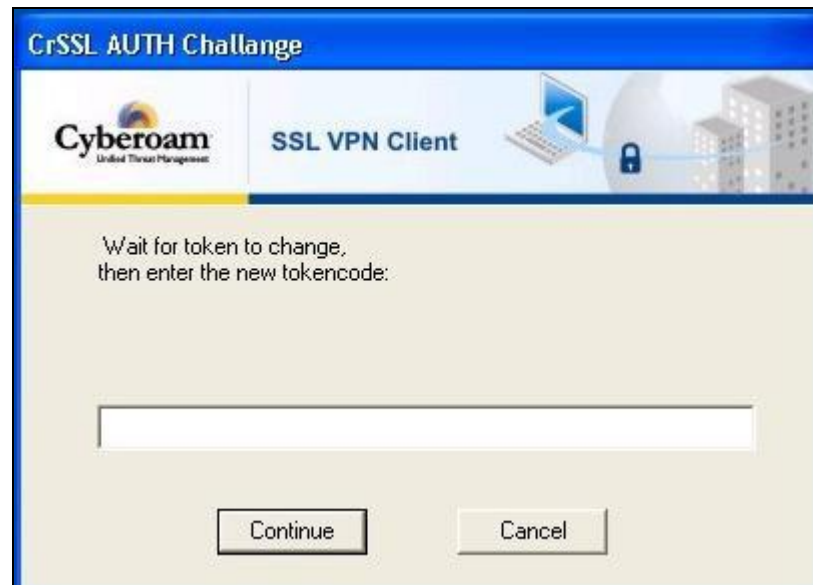 CrSSL AUTH Challange
Cyberoam
Unified Threat Management
SSL VPN Client
Wait for token to change,
then enter the new tokencode:
Continue
Cancel